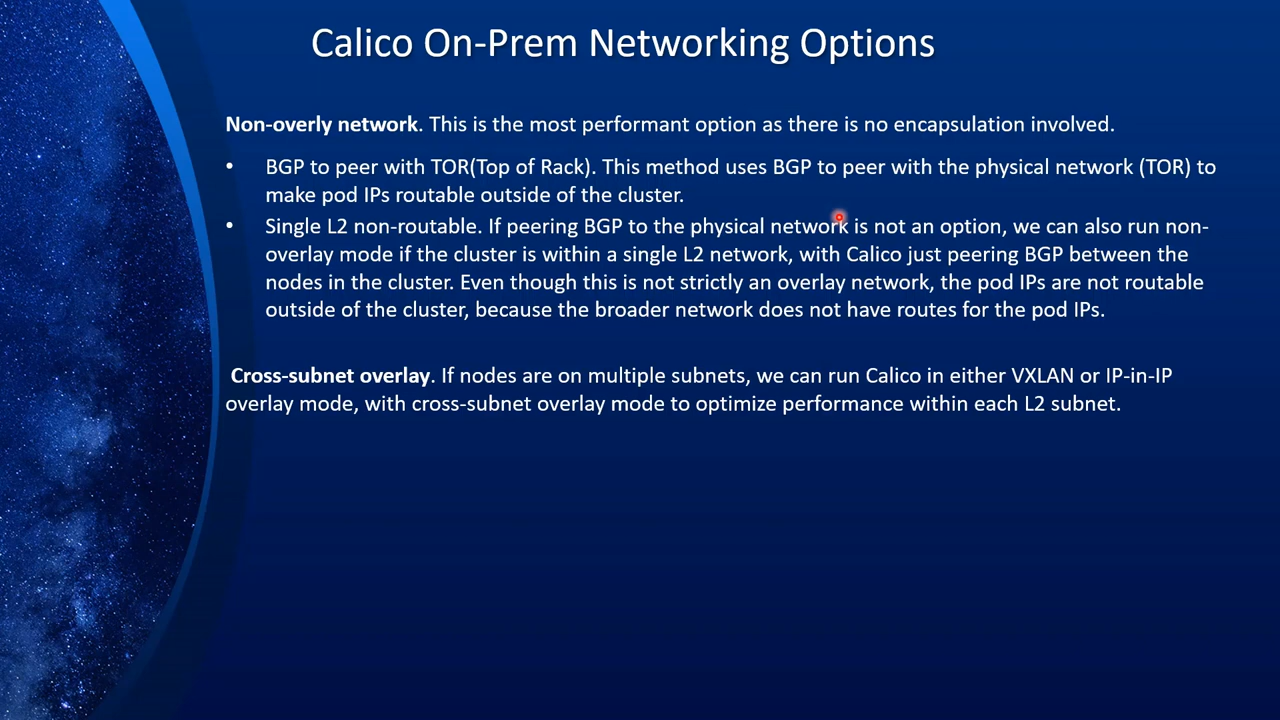 Calico On-Prem Networking Options
Non-overly network. This is the most performant option as there is no encapsulation involved.
• BGP to peer with TOR(Top of Rack). This method uses BGP to peer with the physical network (TOR) to
make pod IPs routable outside of the cluster.
• Single L2 non-routable. If peering BGP to the physical network is not an option, we can also run non-
overlay mode if the cluster is within a single L2 network, with Calico just peering BGP between the
nodes in the cluster. Even though this is not strictly an overlay network, the pod IPs are not routable
outside of the cluster, because the broader network does not have routes for the pod IPs.
Cross-subnet overlay. If nodes are on multiple subnets, we can run Calico in either VXLAN or IP-in-IP
overlay mode, with cross-subnet overlay mode to optimize performance within each L2 subnet.